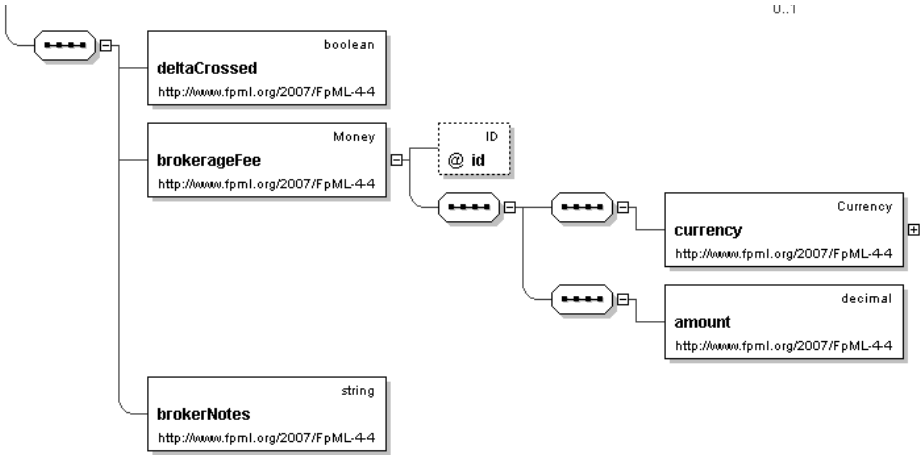 0..1
boolean
deltaCrossed
http://www.fpml.org/2007/FpML-4-4
Money
brokerageFee
http://www.fpml.org/2007/FpML-4-4
ID
@ id
Currency
currency
http://www.fpml.org/2007/FpML-4-4
decimal
amount
http://www.fpml.org/2007/FpML-4-4
string
brokerNotes
http://www.fpml.org/2007/FpML-4-4